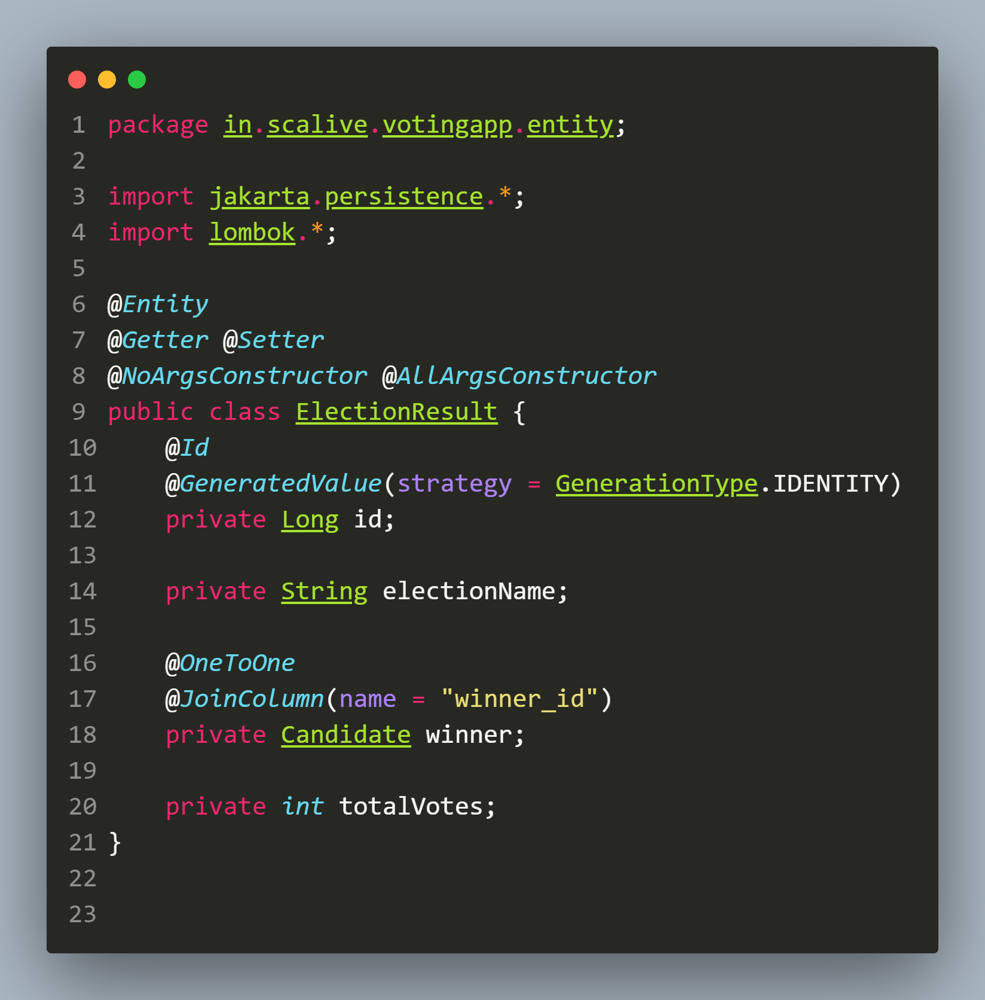 1 package in.scalive.votingapp.entity;
2
3 import jakarta.persistence.*;
4 import lombok.*;
5
6 @Entity
7 @Getter @Setter
8 @NoArgsConstructor @AllArgsConstructor
9 public class ElectionResult {
10     @Id
11     @GeneratedValue(strategy = GenerationType.IDENTITY)
12     private Long id;
13
14     private String electionName;
15
16     @OneToOne
17     @JoinColumn(name = "winner_id")
18     private Candidate winner;
19
20     private int totalVotes;
21 }
22
23